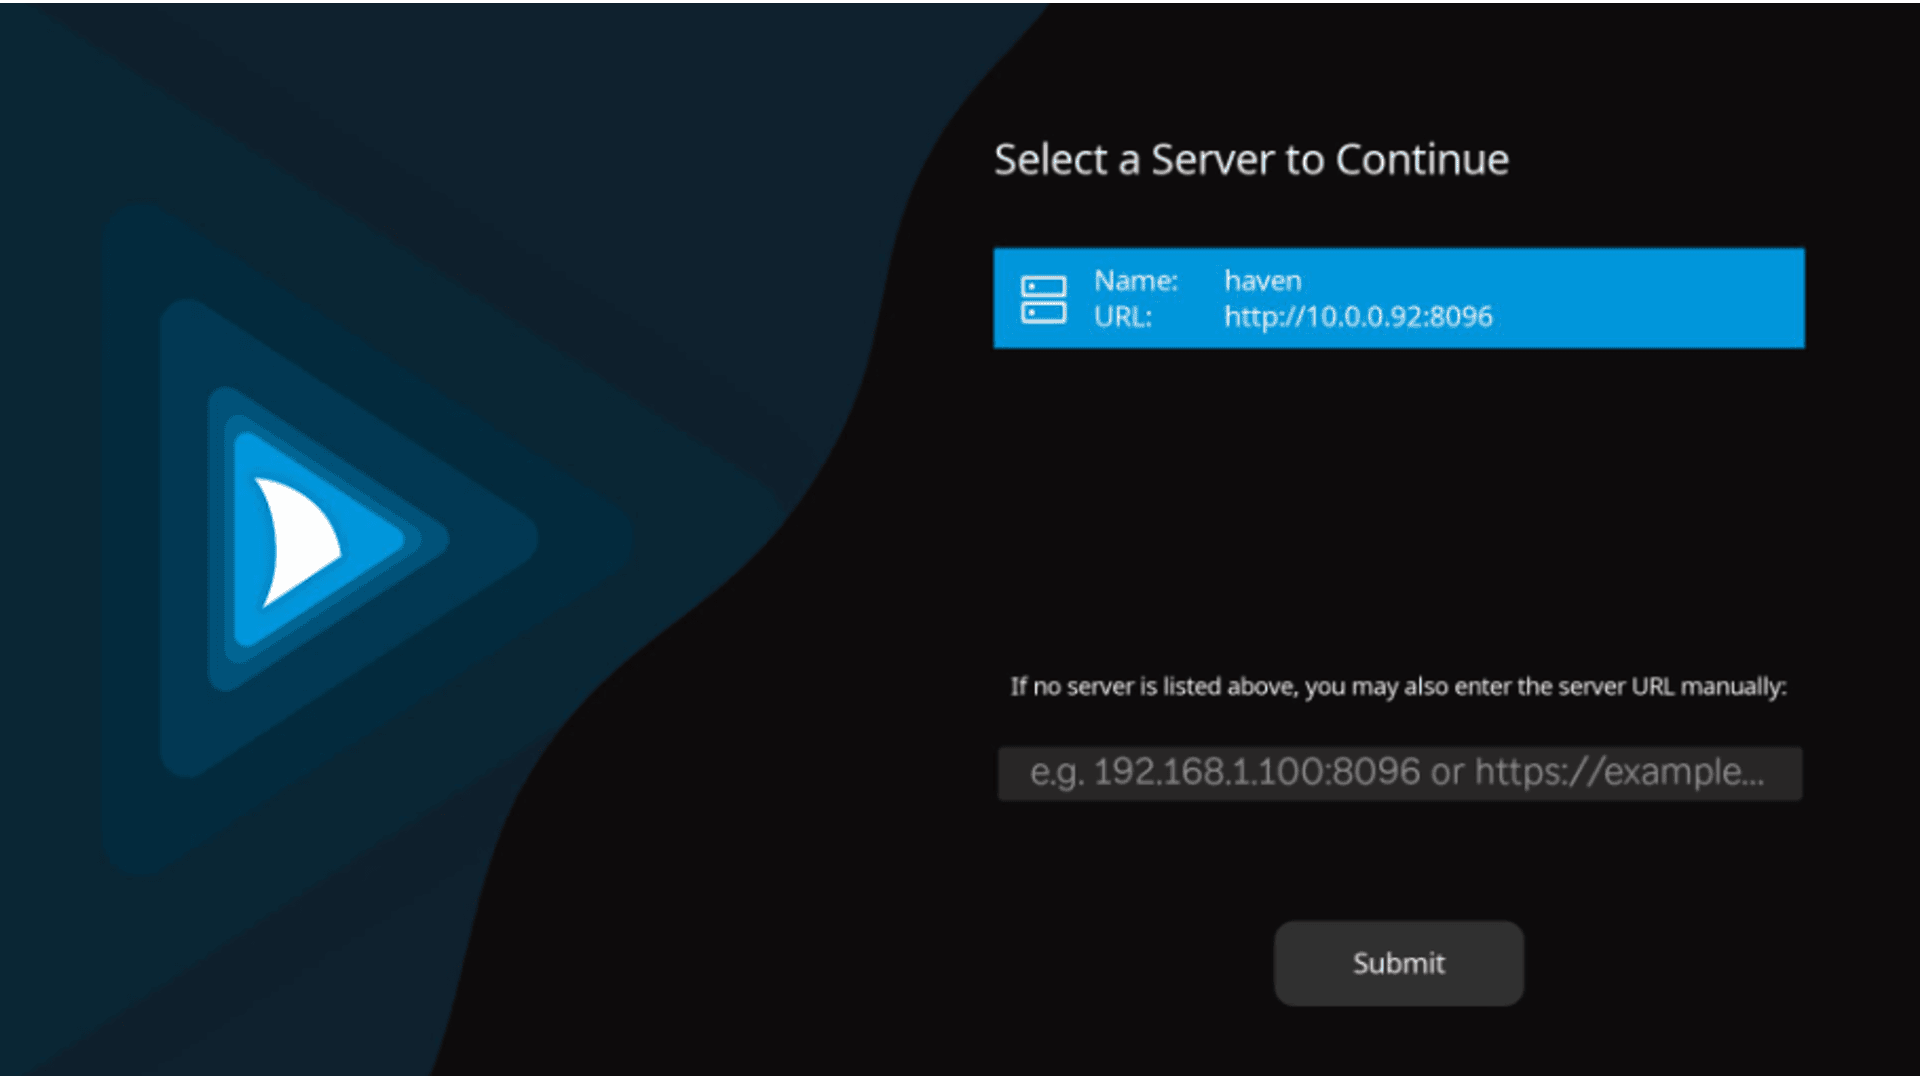 Select a Server to Continue
Name: haven
URL: http://10.0.0.92:8096
If no server is listed above, you may also enter the server URL manually:
e.g. 192.168.1.100:8096 or https://example...
Submit